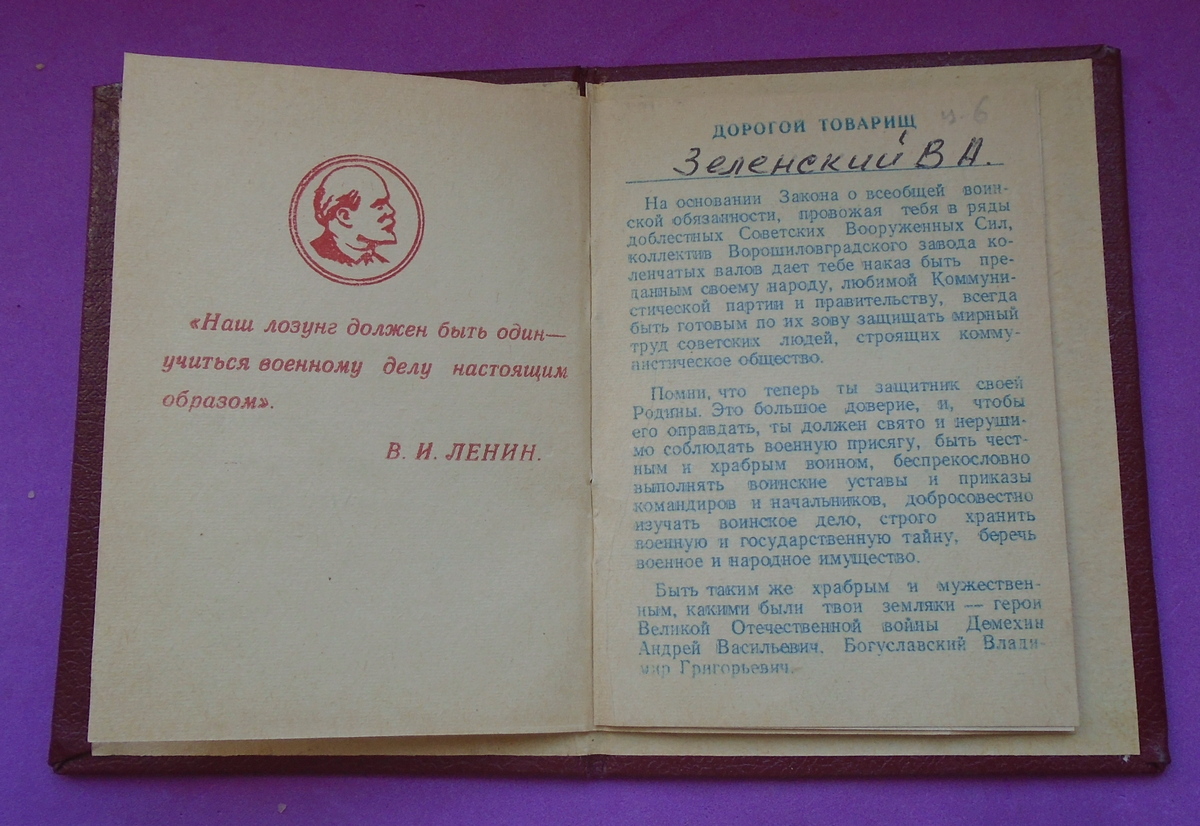 «Наш лозунг должен быть один—
учиться военному делу настоящим
образом».
В. И. ЛЕНИН.
ц. 6
ДОРОГОЙ ТОВАРИЩ
Зеленский В А.
На основании Закона о всеобщей воин-
ской обязанности, провожая тебя в ряды
доблестных Советских Вооруженных Сил,
коллектив Ворошиловградского завода ко-
ленчатых валов дает тебе наказ быть пре-
данным своему народу, любимой Коммуни-
стической партии и правительству, всегда
быть готовым по их зову защищать мирный
труд советских людей, строящих комму-
нистическое общество.
Помни, что теперь ты защитник своей
Родины. Это большое доверие, и, чтобы
его оправдать, ты должен свято и неруши-
мо соблюдать военную присягу, быть чест-
ным и храбрым воином, беспрекословно
выполнять воинские уставы и приказы
командиров и начальников, добросовестно
изучать воинское дело, строго хранить
военную и государственную тайну, беречь
военное и народное имущество.
Быть таким же храбрым и мужествен-
ным, какими были твои земляки — герои
Великой Отечественной войны Демехин
Андрей Васильевич, Богуславский Влади-
мир Григорьевич.